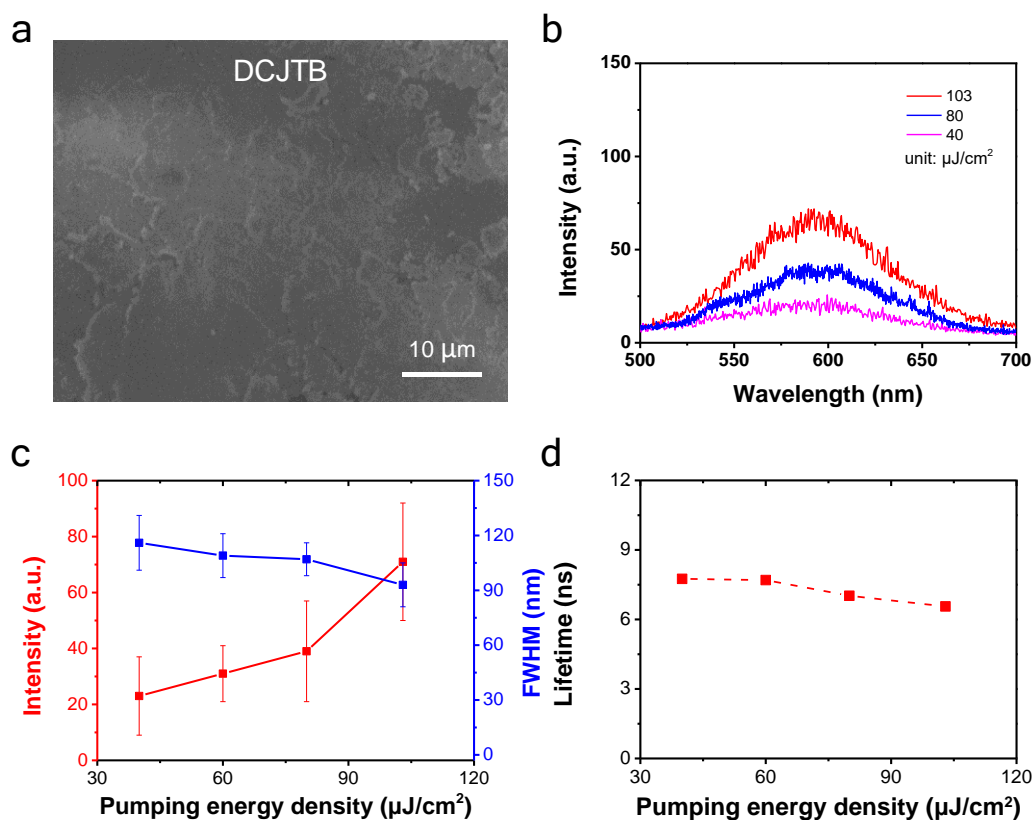 a
DCJTB
10 µm
b
150
100
50
0
500
550
600
650
700
Intensity (a.u.)
Wavelength (nm)
103
80
40
unit: µJ/cm²
c
100
80
60
40
20
0
Intensity (a.u.)
150
120
90
60
30
0
FWHM (nm)
30
60
90
120
Pumping energy density (µJ/cm²)
d
12
9
6
3
0
Lifetime (ns)
30
60
90
120
Pumping energy density (µJ/cm²)